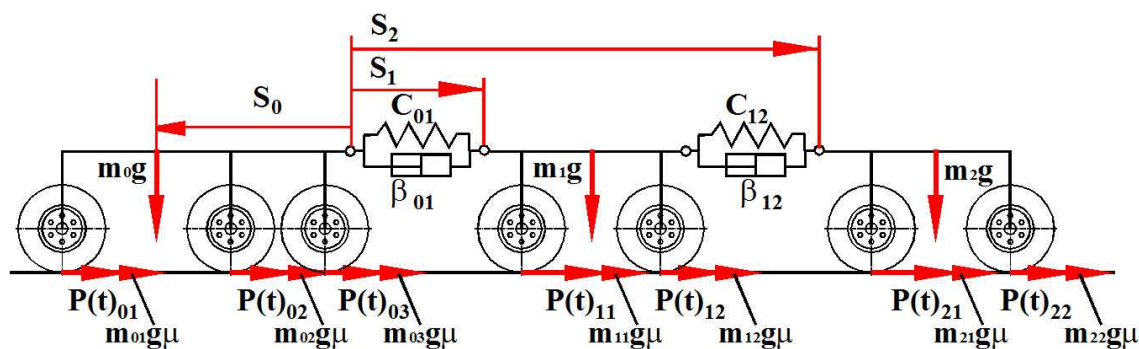 S₂
S₁
S₀
C₀₁ C₁₂
m₀g m₁g m₂g
β₀₁ β₁₂
P(t)₀₁ P(t)₀₂ P(t)₀₃ P(t)₁₁ P(t)₁₂ P(t)₂₁ P(t)₂₂
m₀₁gμ m₀₂gμ m₀₃gμ m₁₁gμ m₁₂gμ m₂₁gμ m₂₂gμ